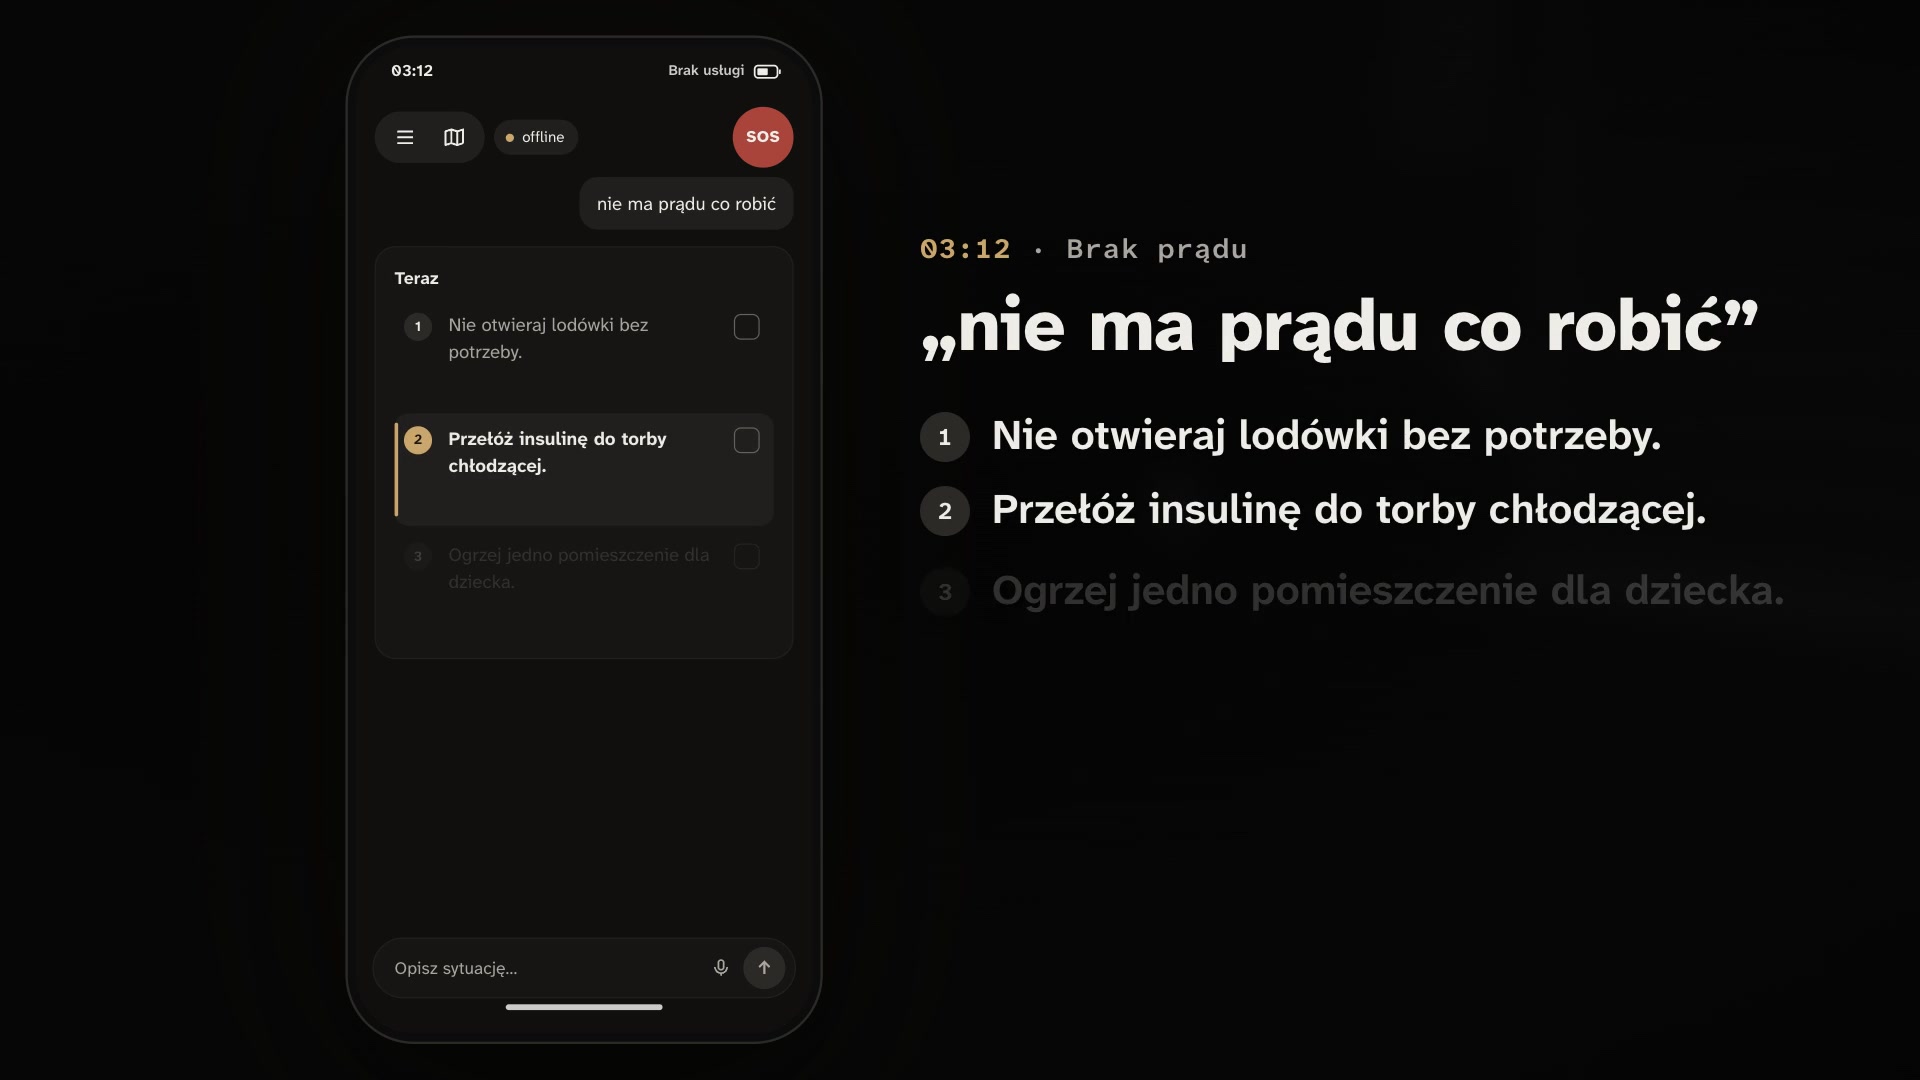 03:12
Brak usługi
offline
SOS
nie ma prądu co robić
Teraz
1 Nie otwieraj lodówki bez
potrzeby.
2 Przełóż insulinę do torby
chłodzącej.
3 Ogrzej jedno pomieszczenie dla
dziecka.
Opisz sytuację...
03:12 · Brak prądu
„nie ma prądu co robić”
1 Nie otwieraj lodówki bez potrzeby.
2 Przełóż insulinę do torby chłodzącej.
3 Ogrzej jedno pomieszczenie dla dziecka.